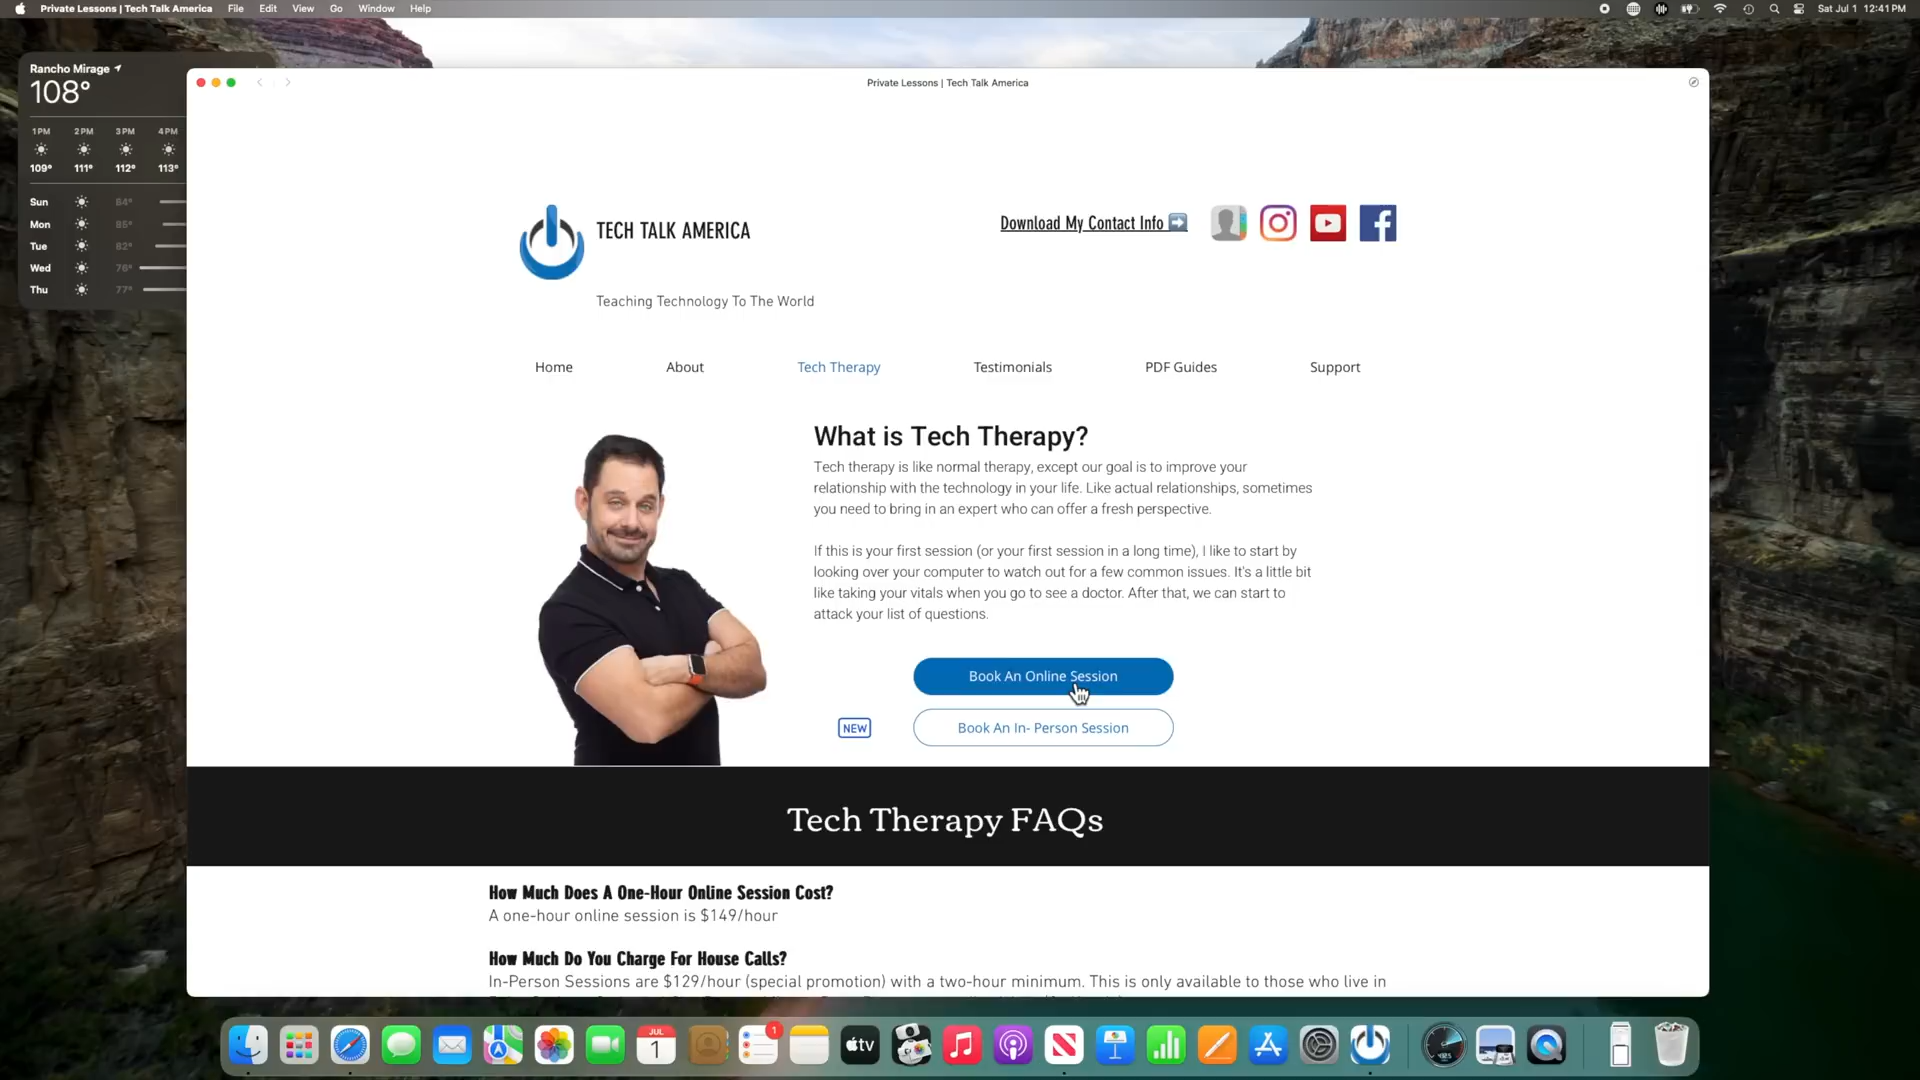 Private Lessons | Tech Talk America File Edit View Go Window Help
Sat Jul 1 12:41 PM
Rancho Mirage
108°
1PM 2PM 3PM 4PM
109° 111° 112° 113°
Sun 84°
Mon 85°
Tue 82°
Wed 76°
Thu 77°
Private Lessons | Tech Talk America
TECH TALK AMERICA
Teaching Technology To The World
Download My Contact Info
Home About Tech Therapy Testimonials PDF Guides Support
What is Tech Therapy?
Tech therapy is like normal therapy, except our goal is to improve your
relationship with the technology in your life. Like actual relationships, sometimes
you need to bring in an expert who can offer a fresh perspective.
If this is your first session (or your first session in a long time), I like to start by
looking over your computer to watch out for a few common issues. It's a little bit
like taking your vitals when you go to see a doctor. After that, we can start to
attack your list of questions.
Book An Online Session
NEW
Book An In- Person Session
Tech Therapy FAQs
How Much Does A One-Hour Online Session Cost?
A one-hour online session is $149/hour
How Much Do You Charge For House Calls?
In-Person Sessions are $129/hour (special promotion) with a two-hour minimum. This is only available to those who live in
JUL
1
1
tv